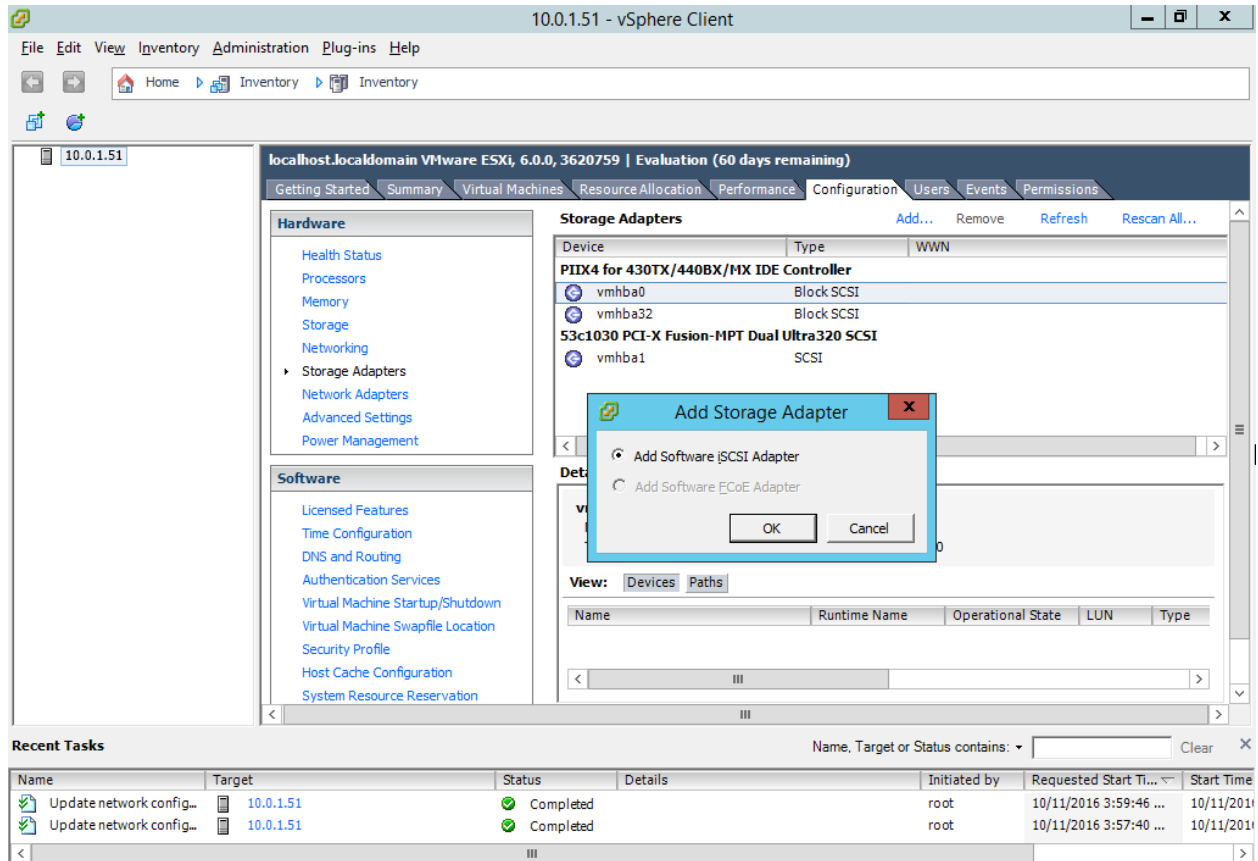 10.0.1.51 - vSphere Client
File Edit View Inventory Administration Plug-ins Help
Home Inventory Inventory
10.0.1.51
localhost.localdomain VMware ESXi, 6.0.0, 3620759 | Evaluation (60 days remaining)
Getting Started Summary Virtual Machines Resource Allocation Performance Configuration Users Events Permissions
Hardware
Health Status
Processors
Memory
Storage
Networking
Storage Adapters
Network Adapters
Advanced Settings
Power Management
Software
Licensed Features
Time Configuration
DNS and Routing
Authentication Services
Virtual Machine Startup/Shutdown
Virtual Machine Swapfile Location
Security Profile
Host Cache Configuration
System Resource Reservation
Storage Adapters Add... Remove Refresh Rescan All...
Device Type WWN
PIIX4 for 430TX/440BX/MX IDE Controller
vmhba0 Block SCSI
vmhba32 Block SCSI
53c1030 PCI-X Fusion-MPT Dual Ultra320 SCSI
vmhba1 SCSI
Add Storage Adapter
Add Software iSCSI Adapter
Add Software FCoE Adapter
OK Cancel
View: Devices Paths
Name Runtime Name Operational State LUN Type
Recent Tasks Name, Target or Status contains: Clear
Name Target Status Details Initiated by Requested Start Ti... Start Time
Update network config... 10.0.1.51 Completed root 10/11/2016 3:59:46 ...
Update network config... 10.0.1.51 Completed root 10/11/2016 3:57:40 ...